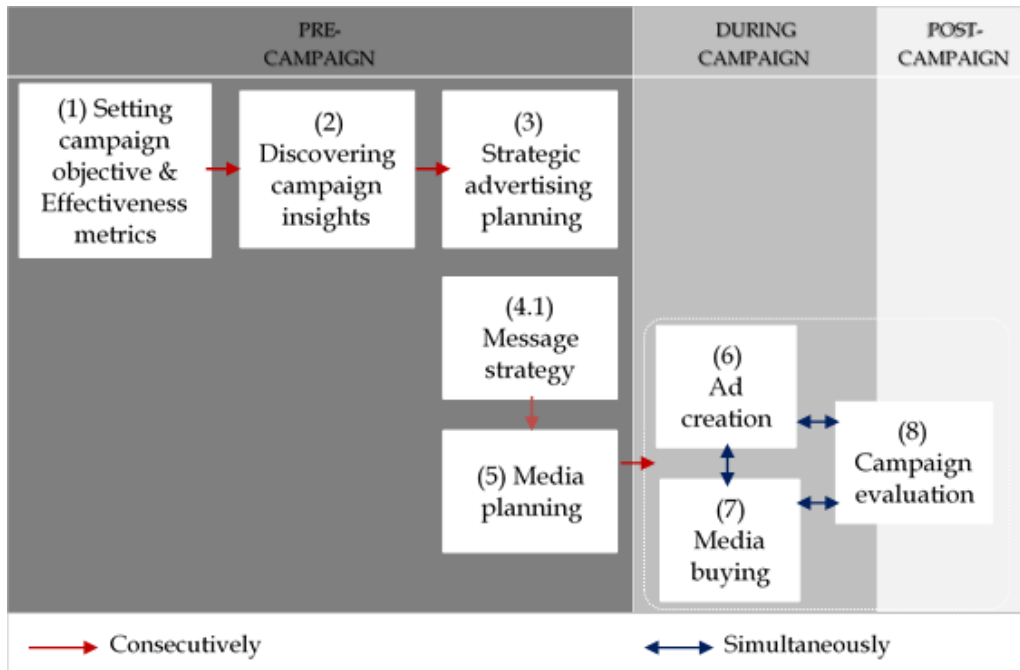 PRE-
CAMPAIGN
DURING
CAMPAIGN
POST-
CAMPAIGN
(1) Setting
campaign
objective &
Effectiveness
metrics
(2)
Discovering
campaign
insights
(3)
Strategic
advertising
planning
(4.1)
Message
strategy
(5) Media
planning
(6)
Ad
creation
(7)
Media
buying
(8)
Campaign
evaluation
Consecutively
Simultaneously